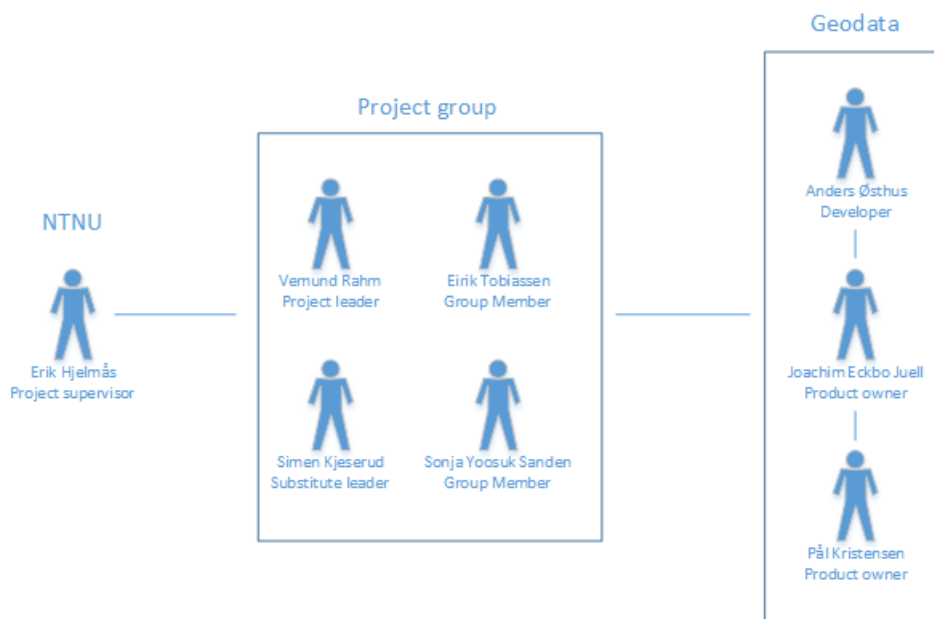 NTNU
Erik Hjelmås
Project supervisor
Project group
Vemund Rahm
Project leader
Eirik Tobiassen
Group Member
Simen Kjeserud
Substitute leader
Sonja Yoosuk Sanden
Group Member
Geodata
Anders Østhus
Developer
Joachim Eckbo Juell
Product owner
Pål Kristensen
Product owner